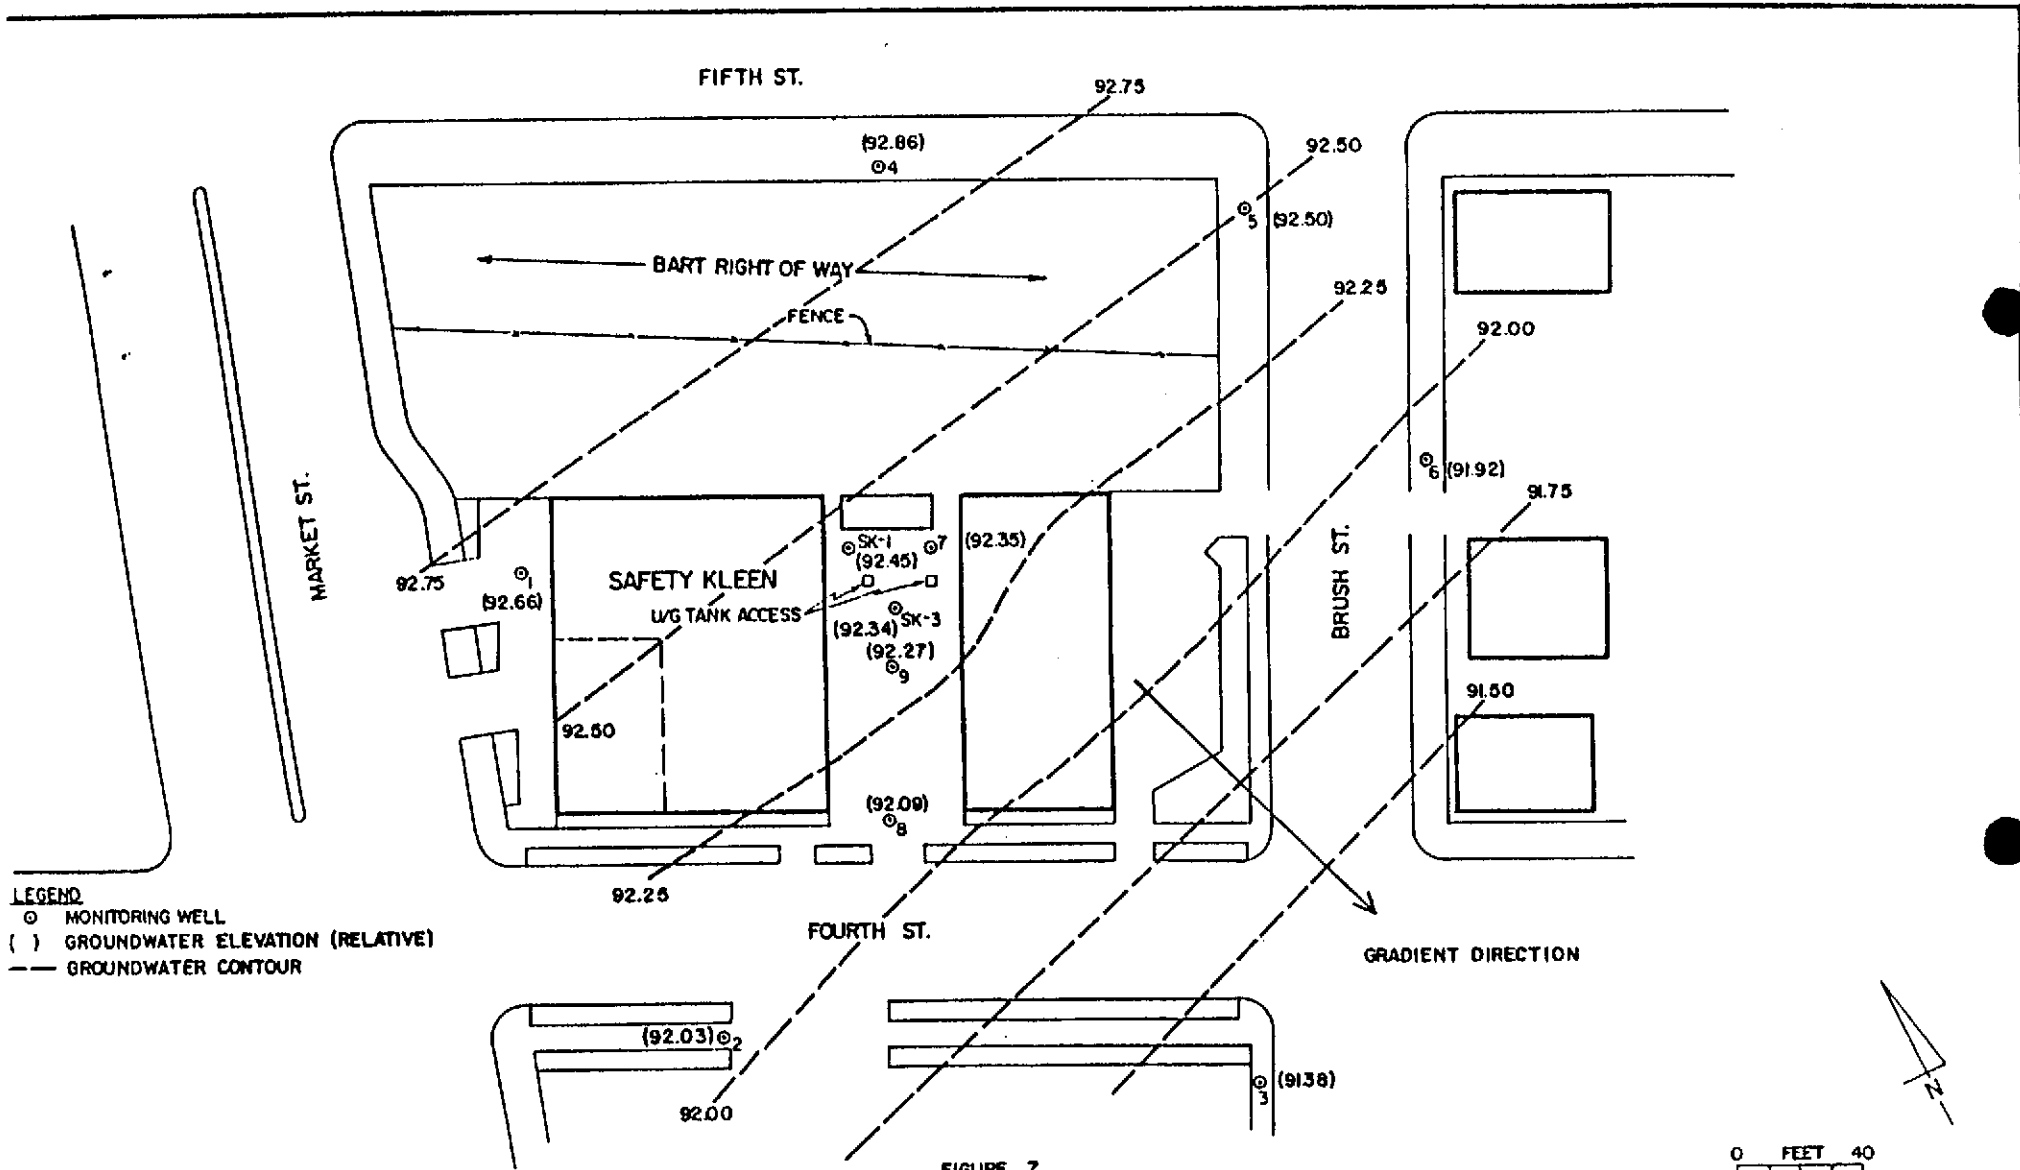 FIFTH ST.
92.75
(92.86)
4
92.50
5 (92.50)
BART RIGHT OF WAY
FENCE
92.25
92.00
6 (91.92)
91.75
MARKET ST.
92.75
1
(92.66)
SAFETY KLEEN
U/G TANK ACCESS
SK-1
(92.45)
7
(92.35)
SK-3
(92.34)
(92.27)
9
BRUSH ST.
91.50
92.50
(92.09)
8
92.25
FOURTH ST.
GRADIENT DIRECTION
LEGEND
MONITORING WELL
( ) GROUNDWATER ELEVATION (RELATIVE)
GROUNDWATER CONTOUR
(92.03) 2
92.00
3 (91.38)
N
0 FEET 40
FIGURE 7